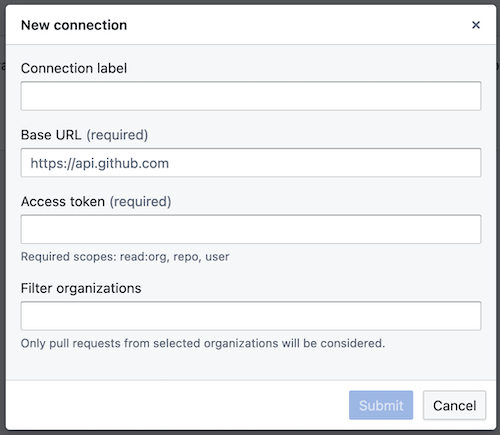 New connection
Connection label
Base URL (required)
https://api.github.com
Access token (required)
Required scopes: read:org, repo, user
Filter organizations
Only pull requests from selected organizations will be considered.
Submit
Cancel